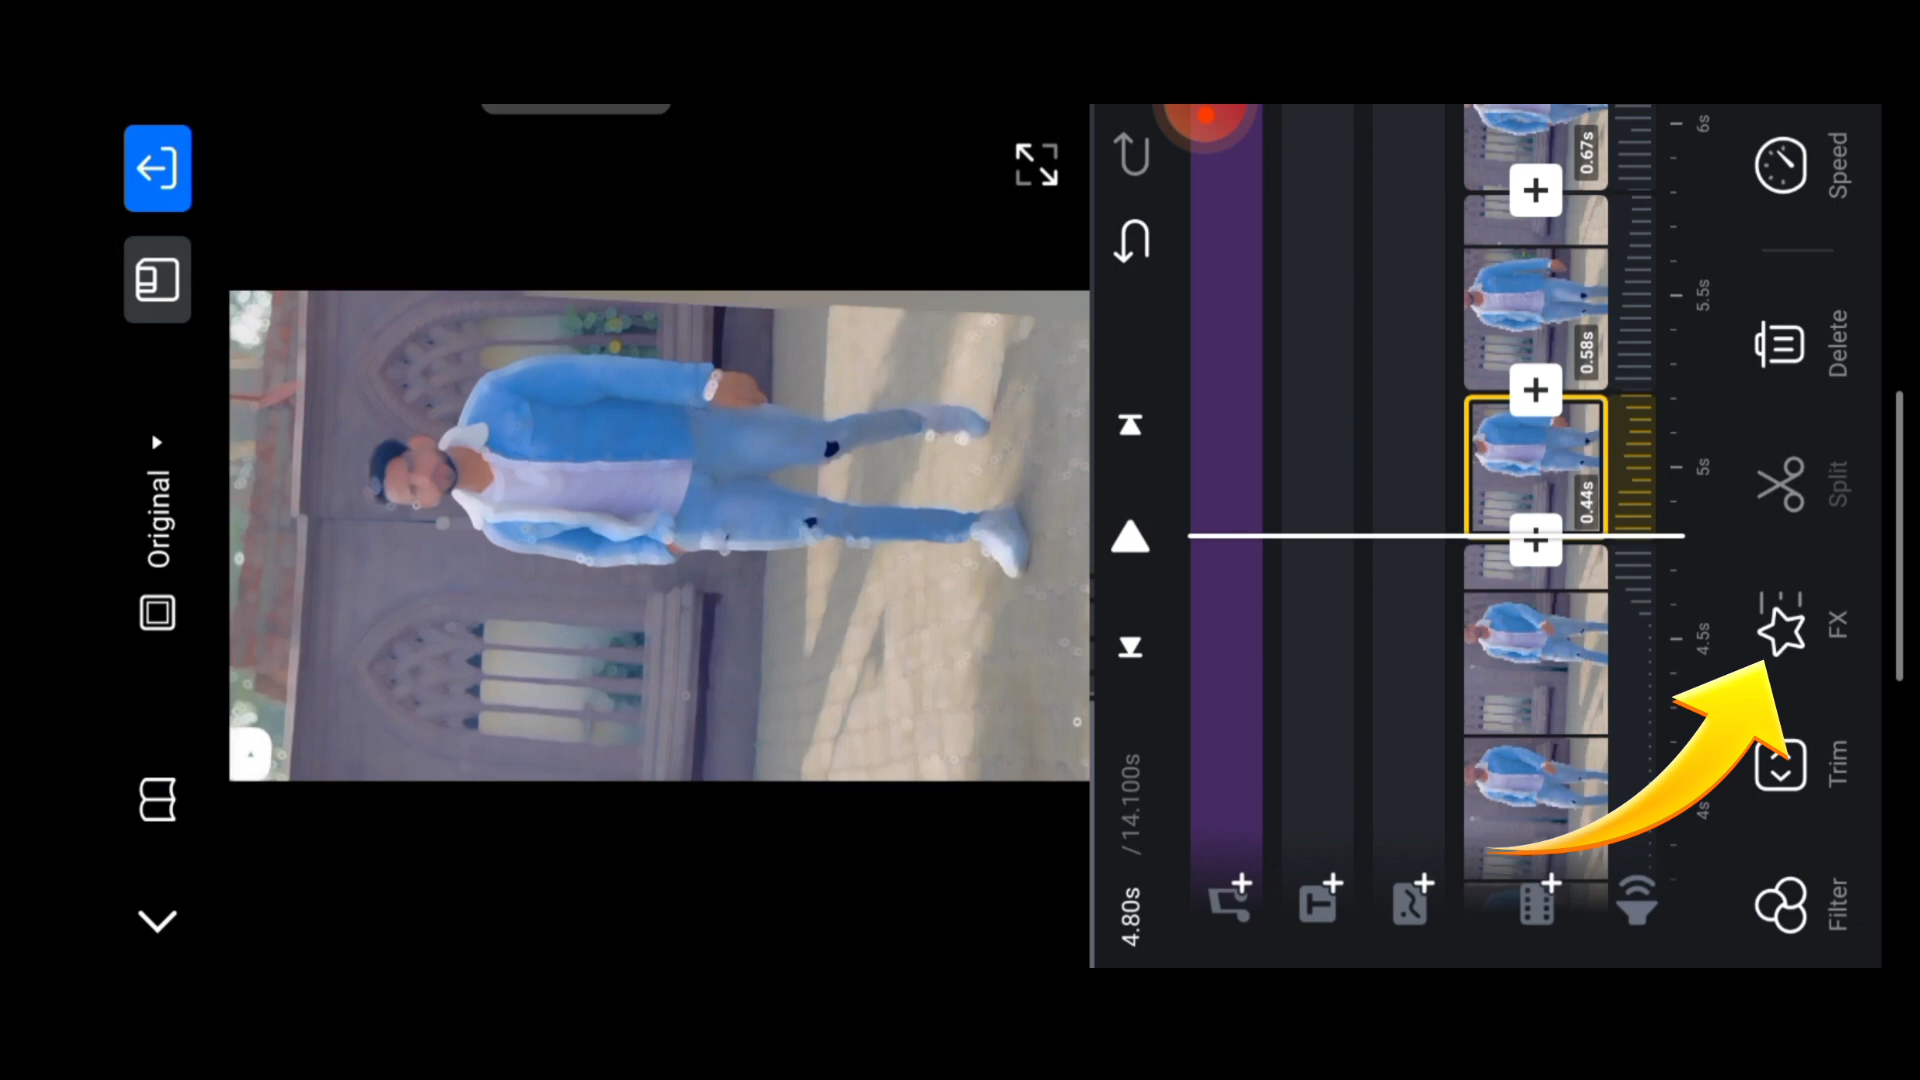 Original
4.80s / 14.100s
4s
4.5s
5s
5.5s
6s
0.44s
0.58s
0.67s
Filter
Trim
FX
Split
Delete
Speed